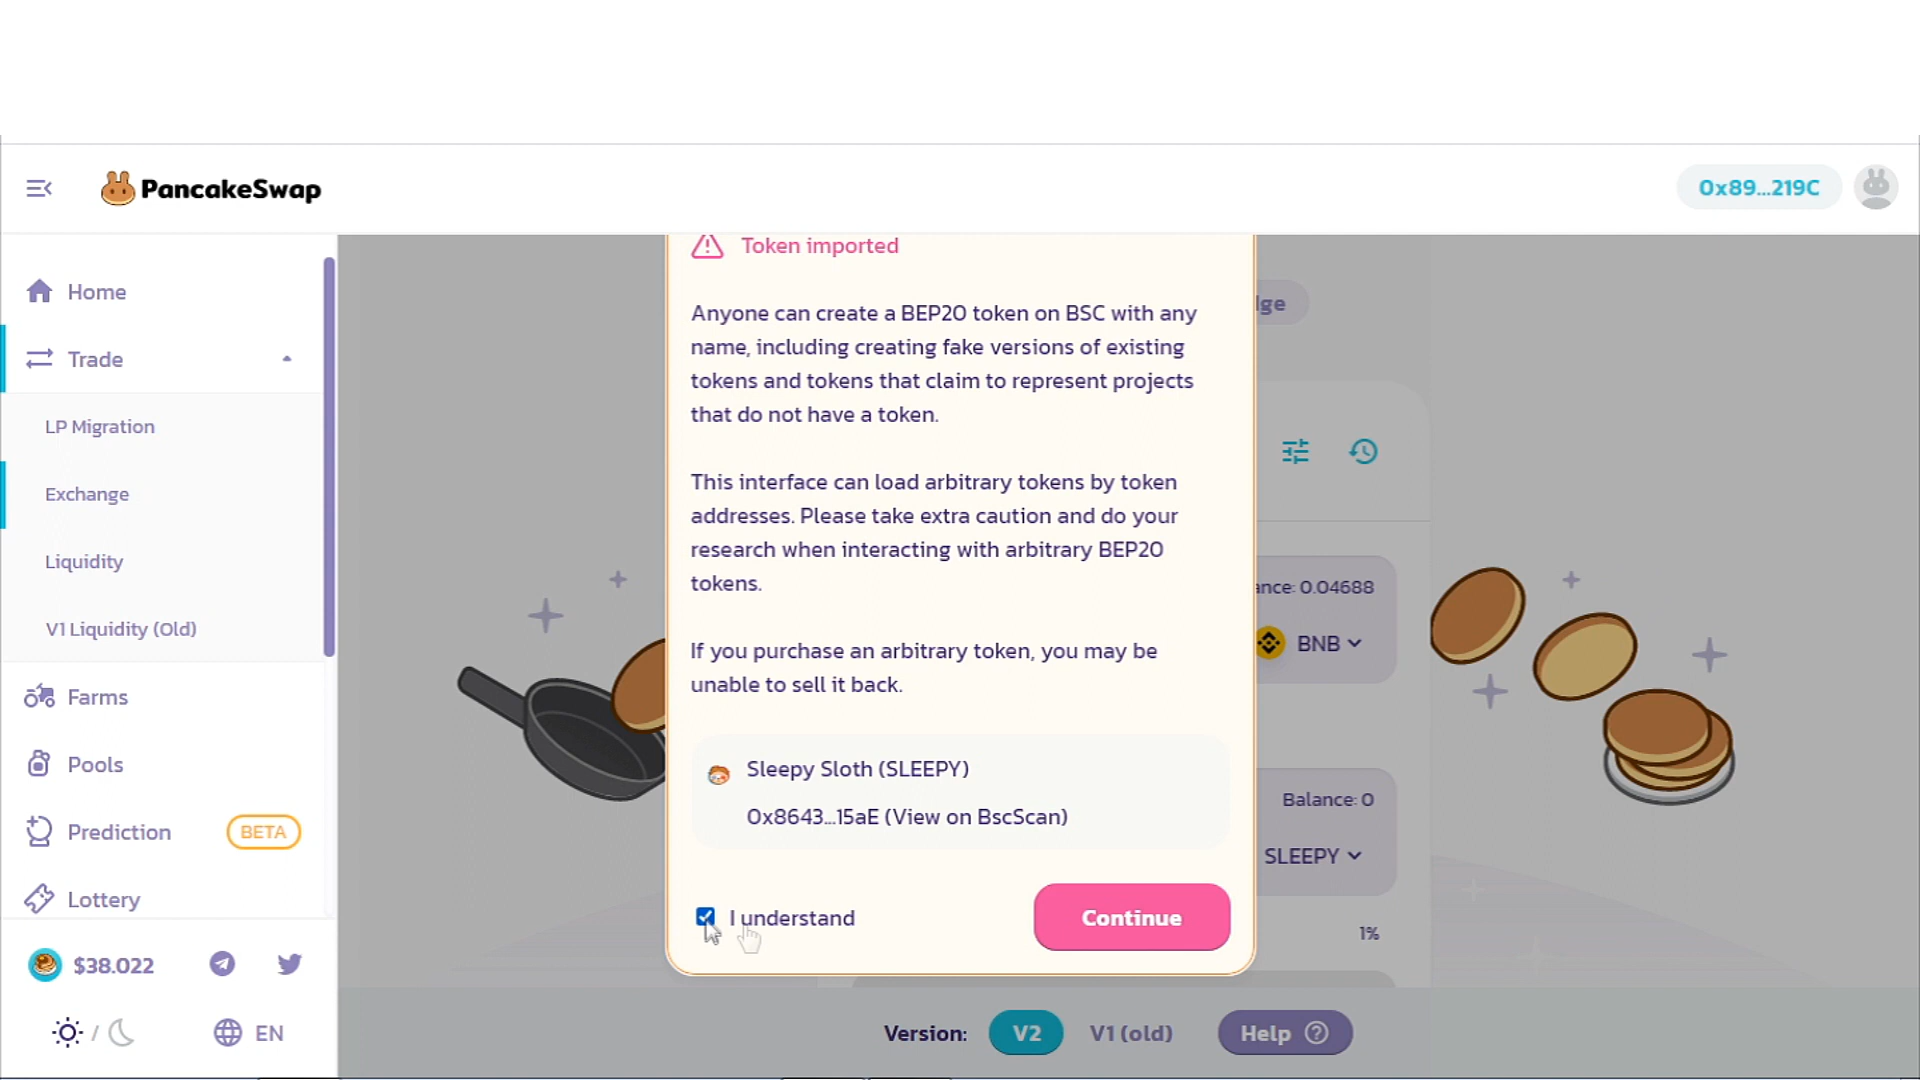 PancakeSwap
0x89...219C
Home
Trade
LP Migration
Exchange
Liquidity
V1 Liquidity (Old)
Farms
Pools
Prediction
BETA
Lottery
$38.022
/
EN
Token imported
Anyone can create a BEP20 token on BSC with any
name, including creating fake versions of existing
tokens and tokens that claim to represent projects
that do not have a token.
This interface can load arbitrary tokens by token
addresses. Please take extra caution and do your
research when interacting with arbitrary BEP20
tokens.
If you purchase an arbitrary token, you may be
unable to sell it back.
Sleepy Sloth (SLEEPY)
0x8643...15aE (View on BscScan)
I understand
Continue
0.04688
BNB
Balance: 0
SLEEPY
1%
Version:
V2
V1 (old)
Help